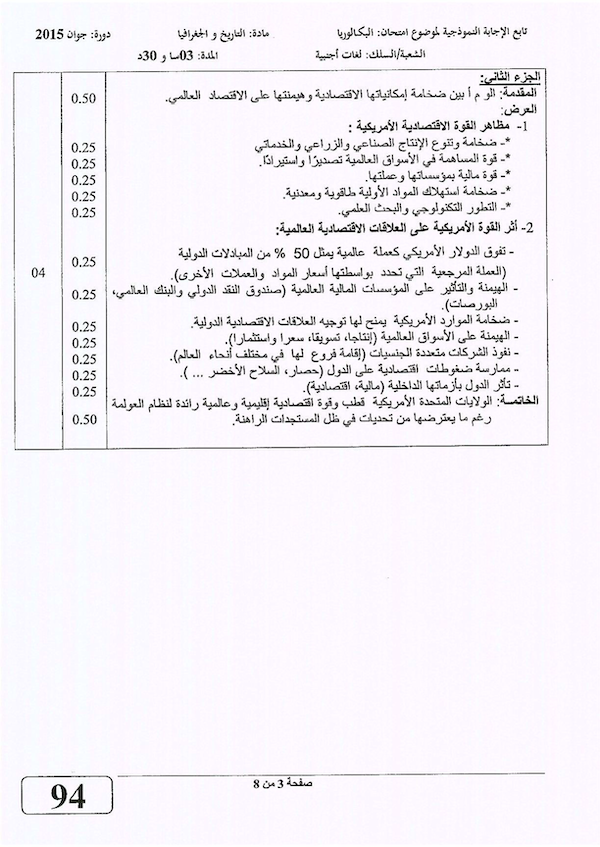 تابع الإجابة النموذجية لموضوع امتحان: البكالوريا مادة: التاريخ و الجغرافيا دورة: جوان 2015
الشعبة/السلك: لغات أجنبية المدة: 03سا و 30د
الجزء الثاني:
المقدمة: الو م أ بين ضخامة إمكانياتها الاقتصادية وهيمنتها على الاقتصاد العالمي. 0.50
العرض:
1- مظاهر القوة الاقتصادية الأمريكية :
*- ضخامة وتنوع الإنتاج الصناعي والزراعي والخدماتي 0.25
*- قوة المساهمة في الأسواق العالمية تصديرًا واستيرادًا. 0.25
*- قوة مالية بمؤسساتها وعملتها. 0.25
*- ضخامة استهلاك المواد الأولية طاقوية ومعدنية. 0.25
*- التطور التكنولوجي والبحث العلمي. 0.25
2- أثر القوة الأمريكية على العلاقات الاقتصادية العالمية:
- تفوق الدولار الأمريكي كعملة عالمية يمثل 50 % من المبادلات الدولية 0.25
(العملة المرجعية التي تحدد بواسطتها أسعار المواد والعملات الأخرى). 04
- الهيمنة والتأثير على المؤسسات المالية العالمية (صندوق النقد الدولي والبنك العالمي، 0.25
البورصات).
- ضخامة الموارد الأمريكية يمنح لها توجيه العلاقات الاقتصادية الدولية. 0.25
- الهيمنة على الأسواق العالمية (إنتاجا، تسويقا، سعرا واستثمارا). 0.25
- نفوذ الشركات متعددة الجنسيات (إقامة فروع لها في مختلف أنحاء العالم). 0.25
- ممارسة ضغوطات اقتصادية على الدول (حصار، السلاح الأخضر ... ). 0.25
- تأثر الدول بأزماتها الداخلية (مالية، اقتصادية). 0.25
الخاتمة: الولايات المتحدة الأمريكية قطب وقوة اقتصادية إقليمية وعالمية رائدة لنظام العولمة
رغم ما يعترضها من تحديات في ظل المستجدات الراهنة. 0.50
صفحة 3 من 8
94